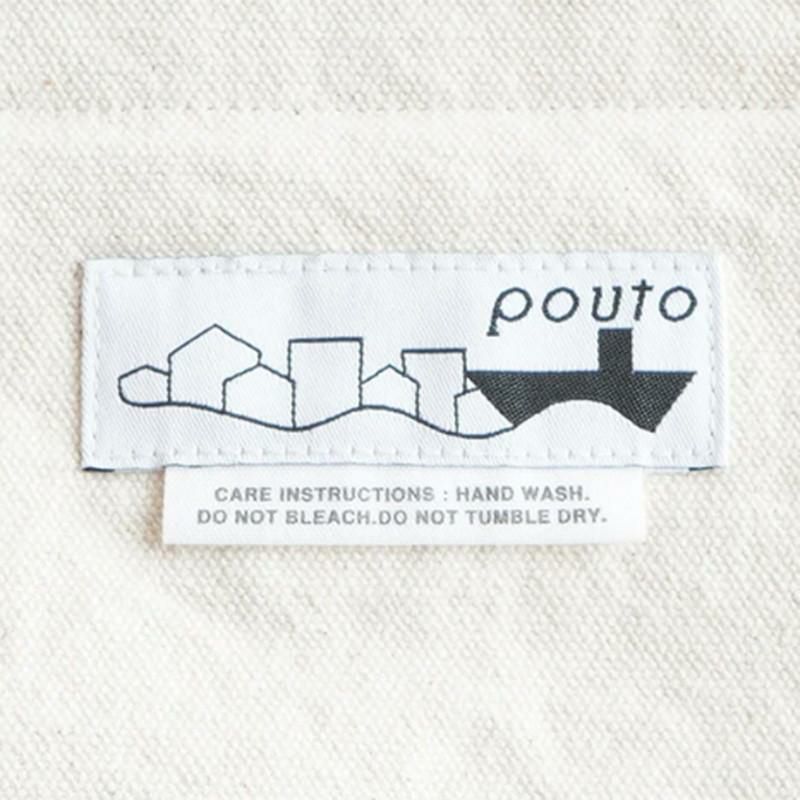 pouto
CARE INSTRUCTIONS : HAND WASH.
DO NOT BLEACH.DO NOT TUMBLE DRY.